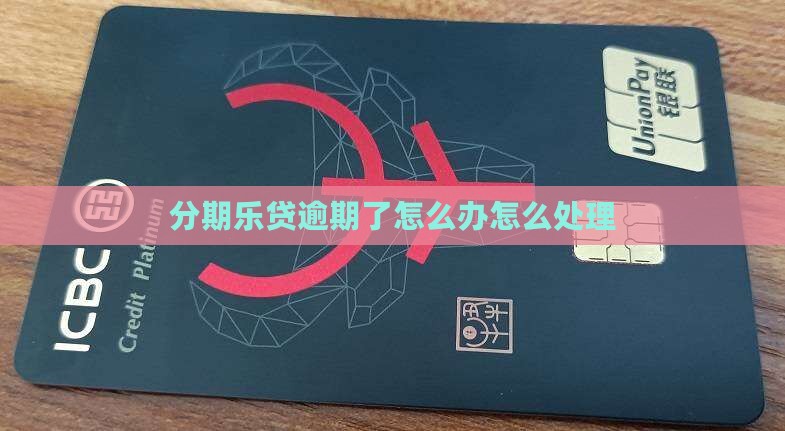 分期乐贷逾期了怎么办怎么处理
ICBC
Credit Platinum
UnionPay
银联